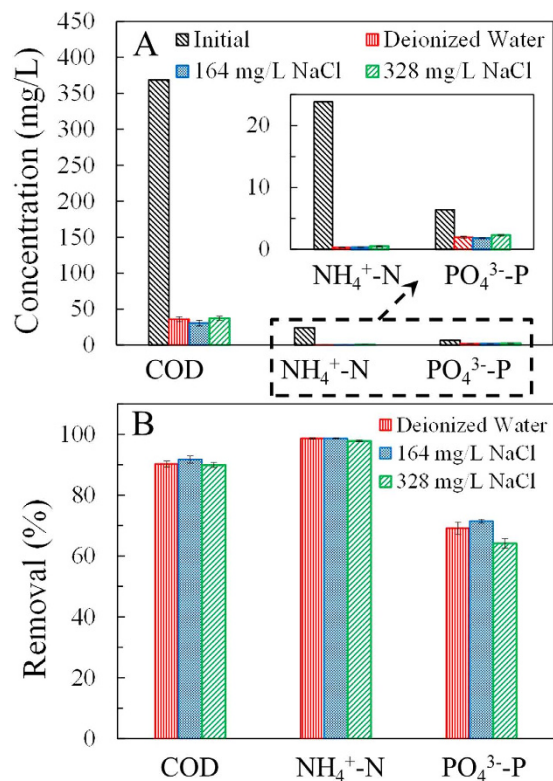 A
Initial
Deionized Water
164 mg/L NaCl
328 mg/L NaCl
Concentration (mg/L)
450
400
350
300
250
200
150
100
50
0
20
10
0
NH₄⁺-N
PO₄³⁻-P
COD
NH₄⁺-N
PO₄³⁻-P
B
Deionized Water
164 mg/L NaCl
328 mg/L NaCl
Removal (%)
100
80
60
40
20
0
COD
NH₄⁺-N
PO₄³⁻-P